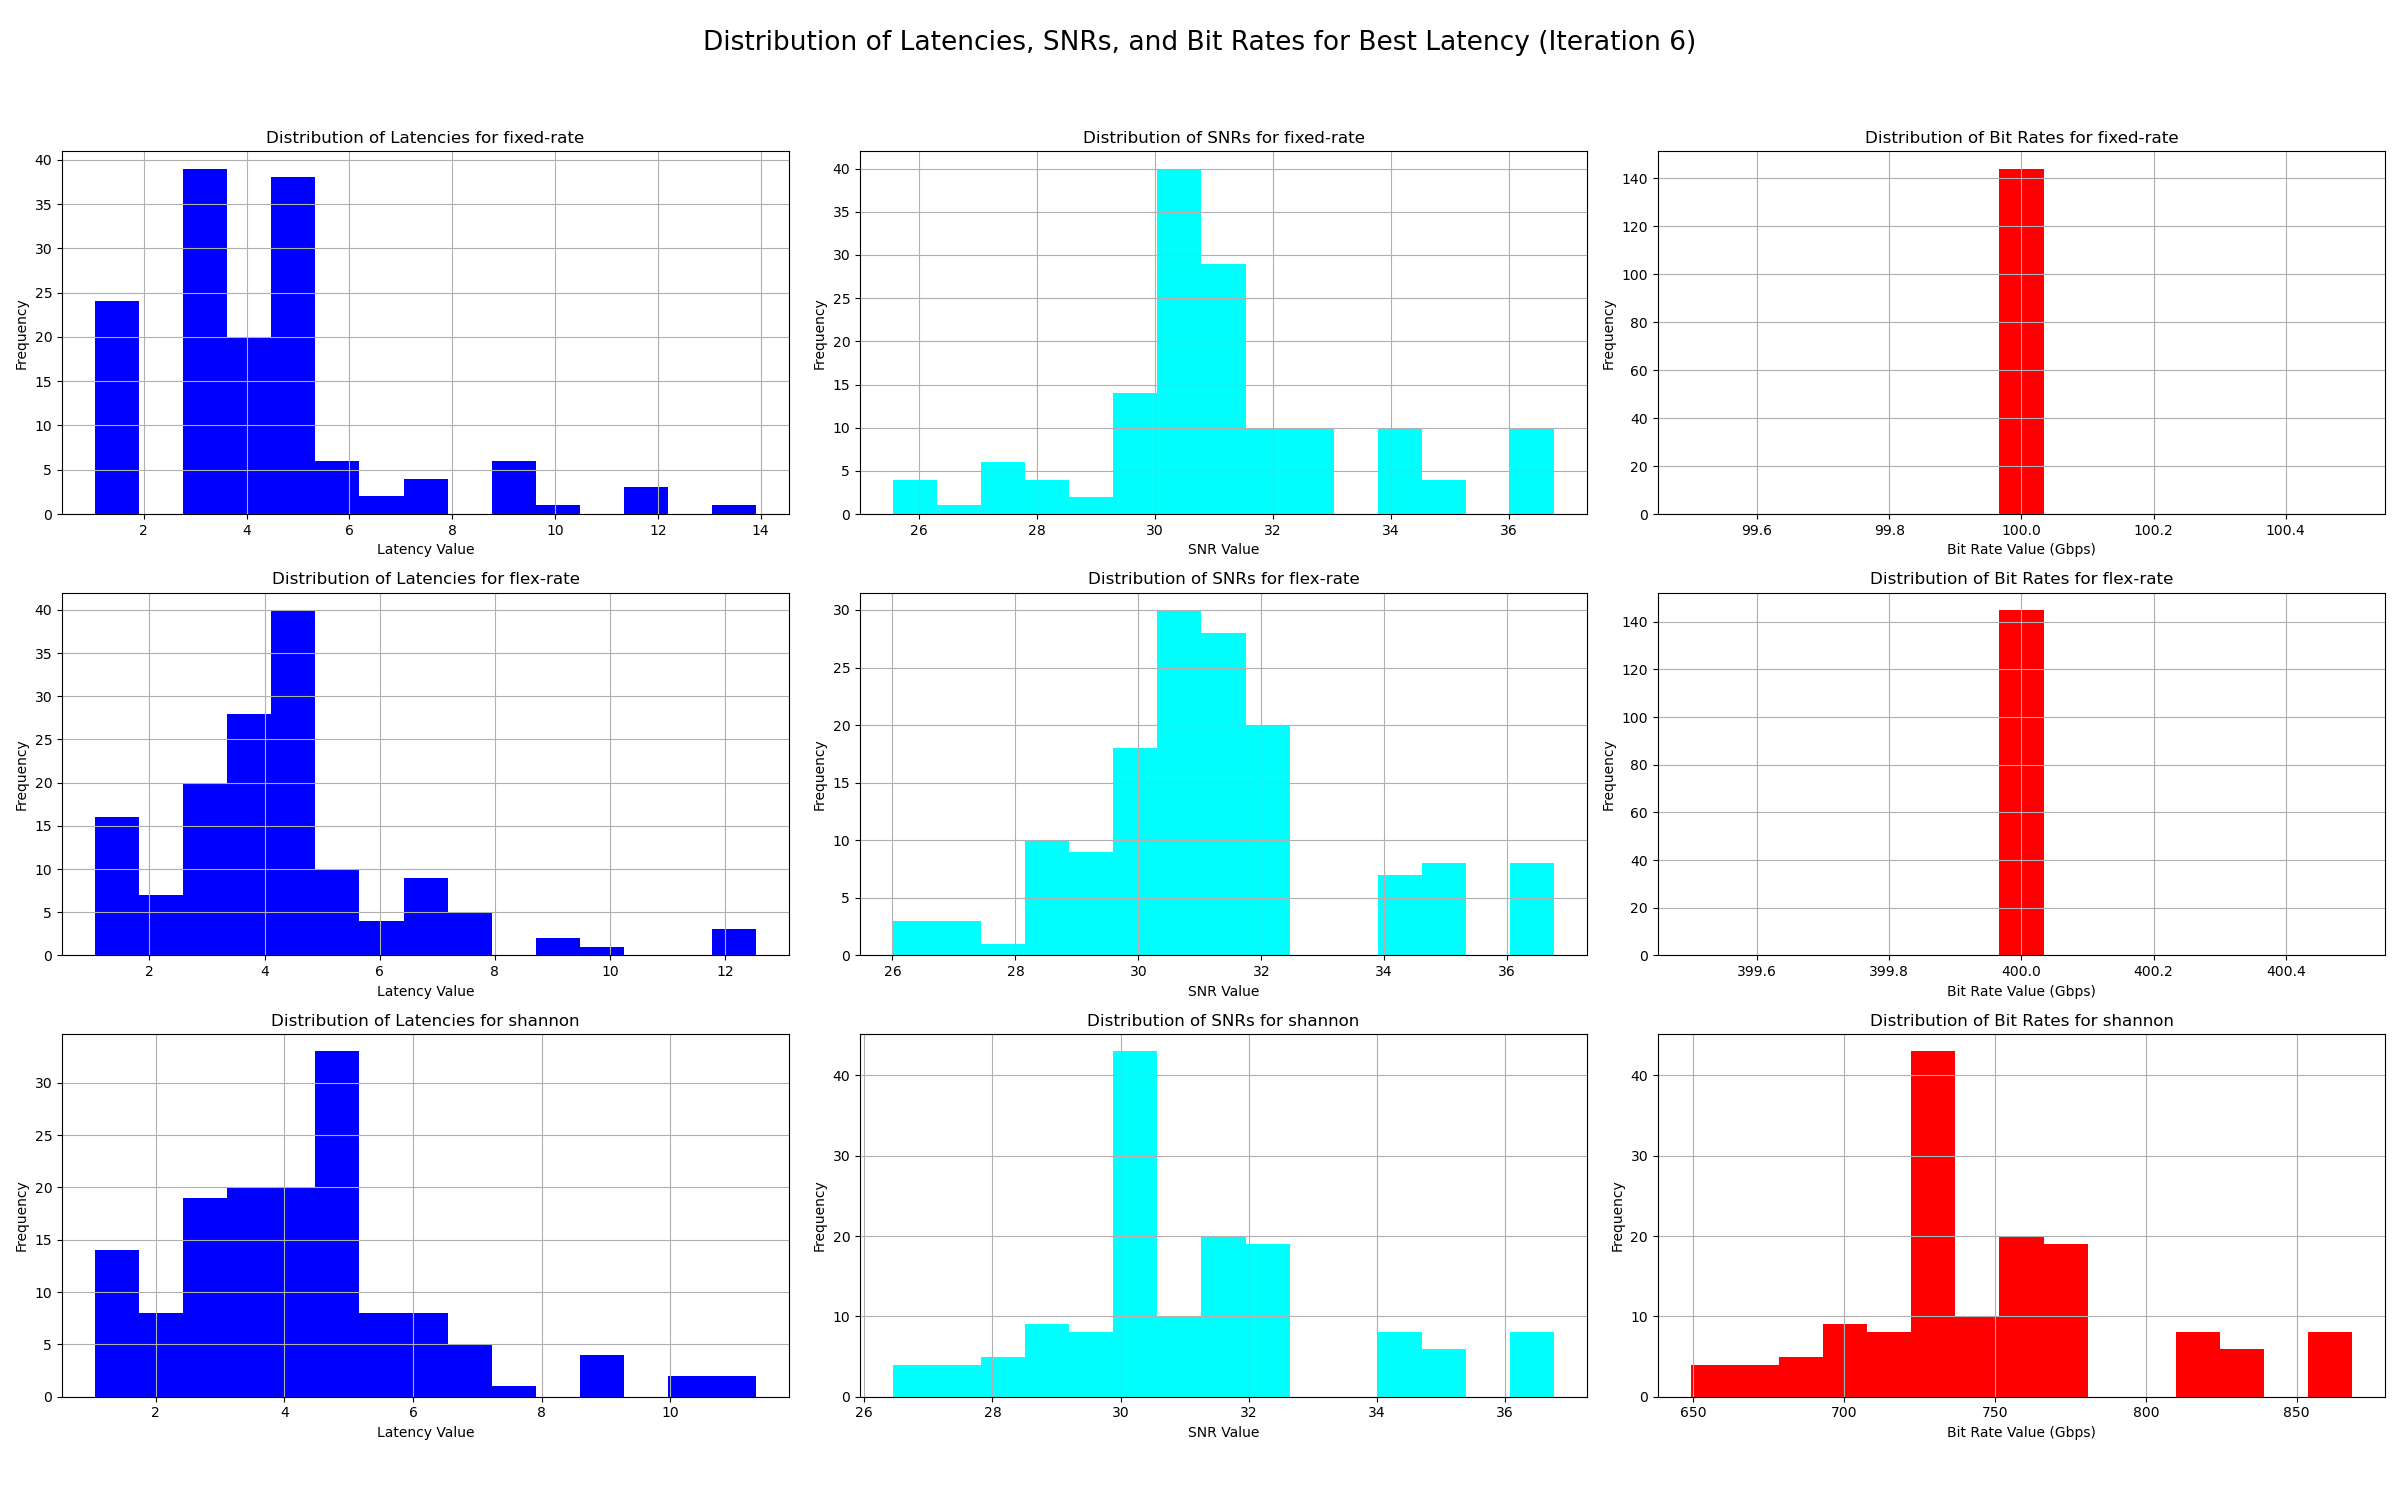 Distribution of Latencies, SNRs, and Bit Rates for Best Latency (Iteration 6)
Distribution of Latencies for fixed-rate
Frequency
40
35
30
25
20
15
10
5
0
2 4 6 8 10 12 14
Latency Value
Distribution of SNRs for fixed-rate
Frequency
40
35
30
25
20
15
10
5
0
26 28 30 32 34 36
SNR Value
Distribution of Bit Rates for fixed-rate
Frequency
140
120
100
80
60
40
20
0
99.6 99.8 100.0 100.2 100.4
Bit Rate Value (Gbps)
Distribution of Latencies for flex-rate
Frequency
40
35
30
25
20
15
10
5
0
2 4 6 8 10 12
Latency Value
Distribution of SNRs for flex-rate
Frequency
30
25
20
15
10
5
0
26 28 30 32 34 36
SNR Value
Distribution of Bit Rates for flex-rate
Frequency
140
120
100
80
60
40
20
0
399.6 399.8 400.0 400.2 400.4
Bit Rate Value (Gbps)
Distribution of Latencies for shannon
Frequency
30
25
20
15
10
5
0
2 4 6 8 10
Latency Value
Distribution of SNRs for shannon
Frequency
40
30
20
10
0
26 28 30 32 34 36
SNR Value
Distribution of Bit Rates for shannon
Frequency
40
30
20
10
0
650 700 750 800 850
Bit Rate Value (Gbps)